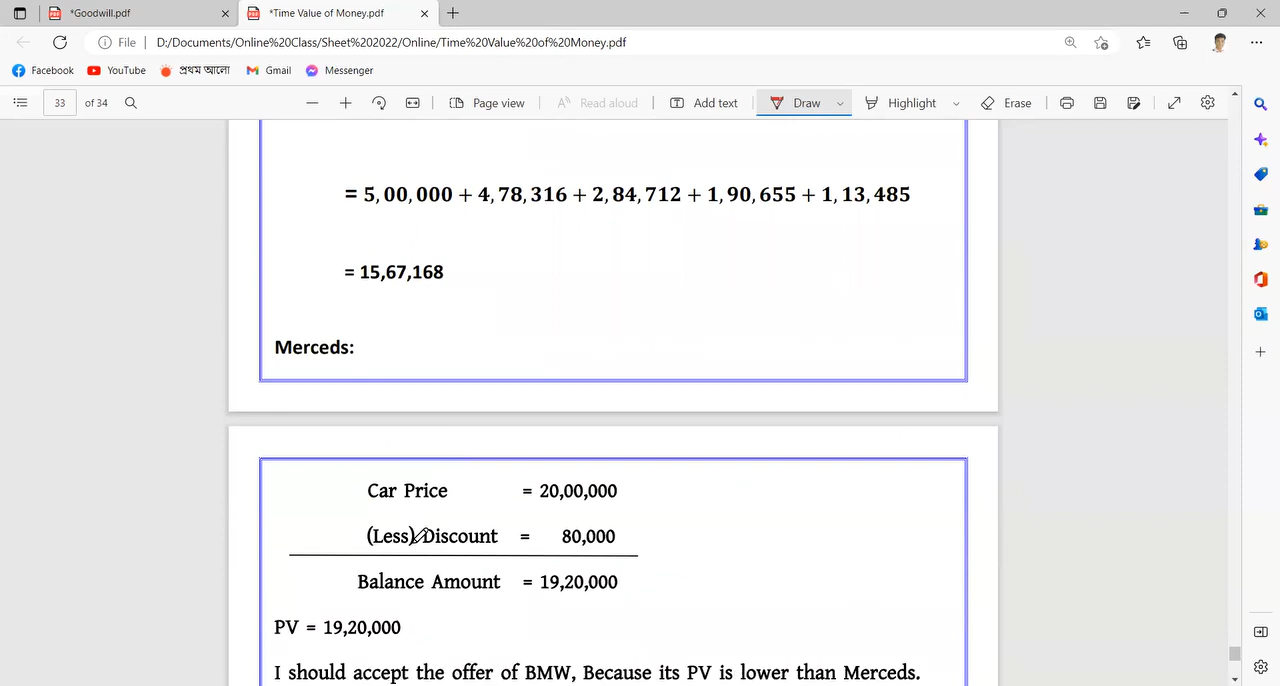 *Goodwill.pdf
*Time Value of Money.pdf
File D:/Documents/Online%20Class/Sheet%202022/Online/Time%20Value%20of%20Money.pdf
Facebook YouTube প্রথম আলো Gmail Messenger
33 of 34 Page view Read aloud Add text Draw Highlight Erase
= 5,00,000 + 4,78,316 + 2,84,712 + 1,90,655 + 1,13,485
= 15,67,168
Merceds:
Car Price = 20,00,000
(Less) Discount = 80,000
Balance Amount = 19,20,000
PV = 19,20,000
I should accept the offer of BMW, Because its PV is lower than Merceds.